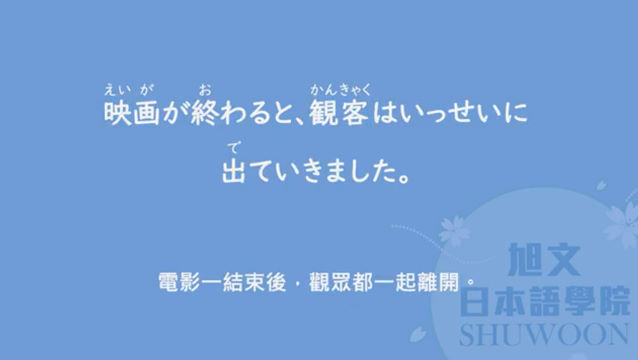 えいが お かんきゃく
映画が終わると、観客はいっせいに
で
出ていきました。
電影一結束後，觀眾都一起離開。
旭文
日本語學院
SHUWOON